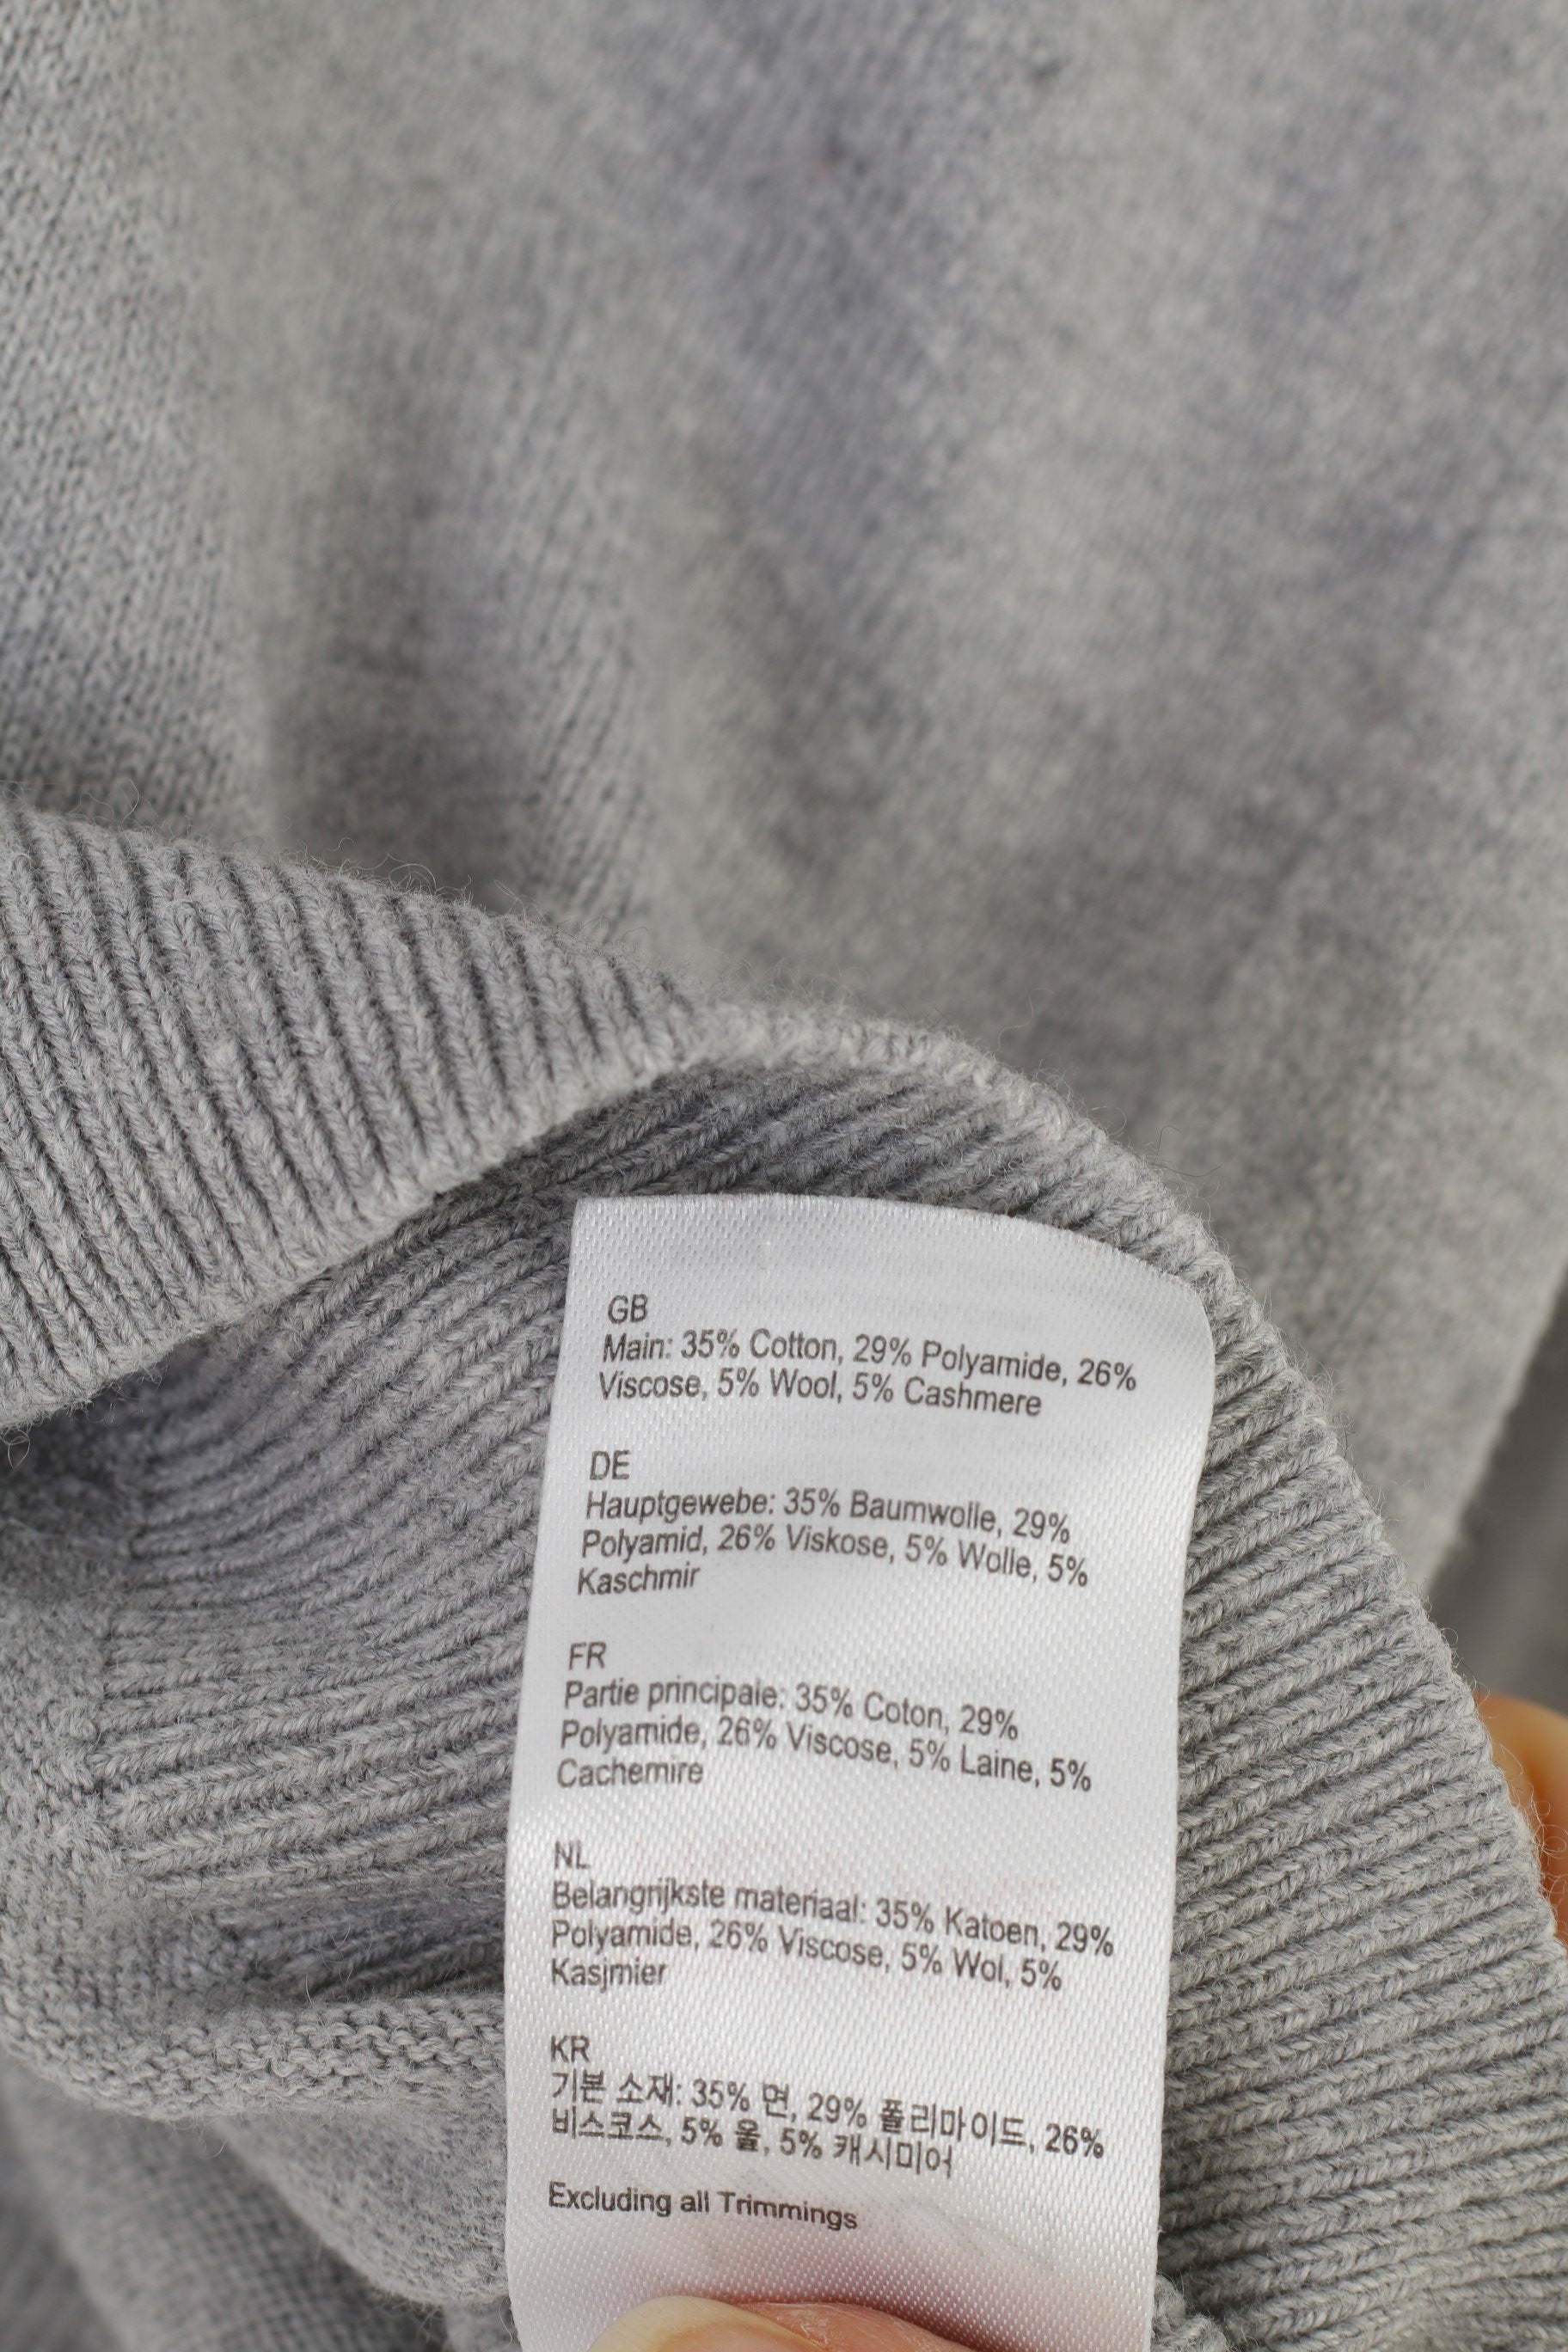 GB
Main: 35% Cotton, 29% Polyamide, 26%
Viscose, 5% Wool, 5% Cashmere
DE
Hauptgewebe: 35% Baumwolle, 29%
Polyamid, 26% Viskose, 5% Wolle, 5%
Kaschmir
FR
Partie principale: 35% Coton, 29%
Polyamide, 26% Viscose, 5% Laine, 5%
Cachemire
NL
Belangrijkste materiaal: 35% Katoen, 29%
Polyamide, 26% Viscose, 5% Wol, 5%
Kasjmier
KR
기본 소재: 35% 면, 29% 폴리마이드, 26%
비스코스, 5% 울, 5% 캐시미어
Excluding all Trimmings